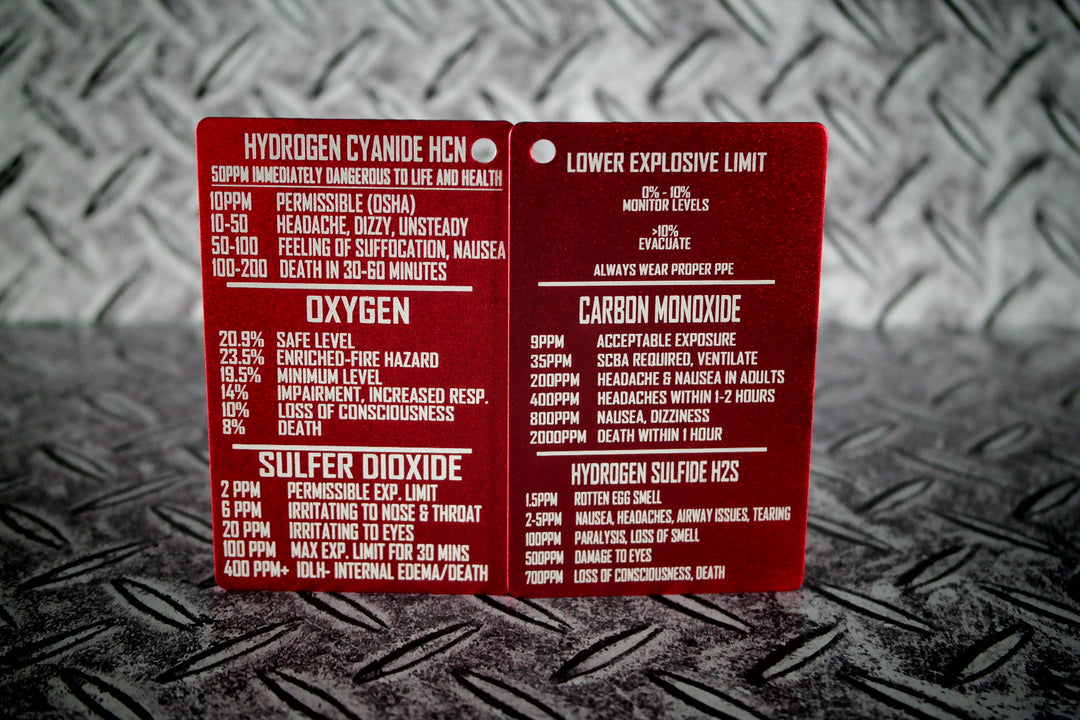 HYDROGEN CYANIDE HCN
50PPM IMMEDIATELY DANGEROUS TO LIFE AND HEALTH
10PPM PERMISSIBLE (OSHA)
10-50 HEADACHE, DIZZY, UNSTEADY
50-100 FEELING OF SUFFOCATION, NAUSEA
100-200 DEATH IN 30-60 MINUTES
OXYGEN
20.9% SAFE LEVEL
23.5% ENRICHED-FIRE HAZARD
19.5% MINIMUM LEVEL
14% IMPAIRMENT, INCREASED RESP.
10% LOSS OF CONSCIOUSNESS
8% DEATH
SULFER DIOXIDE
2 PPM PERMISSIBLE EXP. LIMIT
6 PPM IRRITATING TO NOSE & THROAT
20 PPM IRRITATING TO EYES
100 PPM MAX EXP. LIMIT FOR 30 MINS
400 PPM+ IDLH- INTERNAL EDEMA/DEATH
LOWER EXPLOSIVE LIMIT
0% - 10%
MONITOR LEVELS
>10%
EVACUATE
ALWAYS WEAR PROPER PPE
CARBON MONOXIDE
9PPM ACCEPTABLE EXPOSURE
35PPM SCBA REQUIRED, VENTILATE
200PPM HEADACHE & NAUSEA IN ADULTS
400PPM HEADACHES WITHIN 1-2 HOURS
800PPM NAUSEA, DIZZINESS
2000PPM DEATH WITHIN 1 HOUR
HYDROGEN SULFIDE H2S
1.5PPM ROTTEN EGG SMELL
2-5PPM NAUSEA, HEADACHES, AIRWAY ISSUES, TEARING
100PPM PARALYSIS, LOSS OF SMELL
500PPM DAMAGE TO EYES
700PPM LOSS OF CONSCIOUSNESS, DEATH